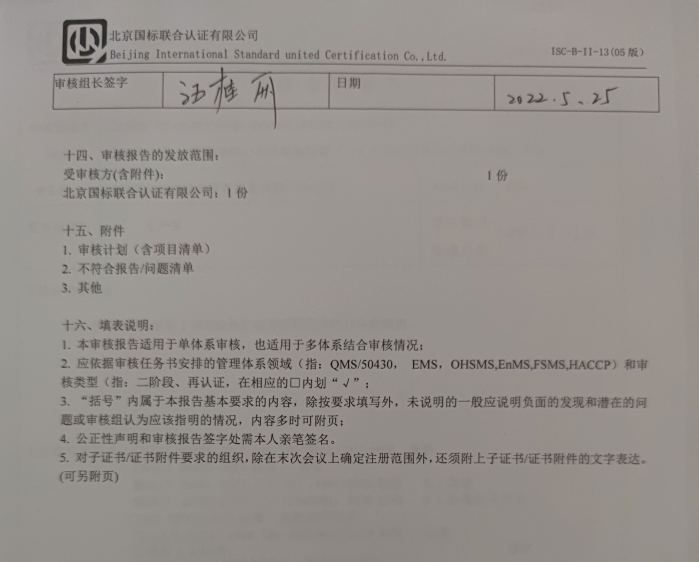 北京国标联合认证有限公司
Beijing International Standard united Certification Co.,Ltd.
ISC-B-II-13(05版)
审核组长签字
汪桂丽
日期
2022.5.25
十四、审核报告的发放范围：
受审核方(含附件)：
1份
北京国标联合认证有限公司：1份
十五、附件
1. 审核计划（含项目清单）
2. 不符合报告/问题清单
3. 其他
十六、填表说明：
1. 本审核报告适用于单体系审核，也适用于多体系结合审核情况；
2. 应依据审核任务书安排的管理体系领域（指：QMS/50430， EMS，OHSMS,EnMS,FSMS,HACCP）和审
核类型（指：二阶段、再认证，在相应的□内划“√”；
3. “括号”内属于本报告基本要求的内容，除按要求填写外，未说明的一般应说明负面的发现和潜在的问
题或审核组认为应该指明的情况，内容多时可附页；
4. 公正性声明和审核报告签字处需本人亲笔签名。
5. 对子证书/证书附件要求的组织，除在末次会议上确定注册范围外，还须附上子证书/证书附件的文字表达。
(可另附页)